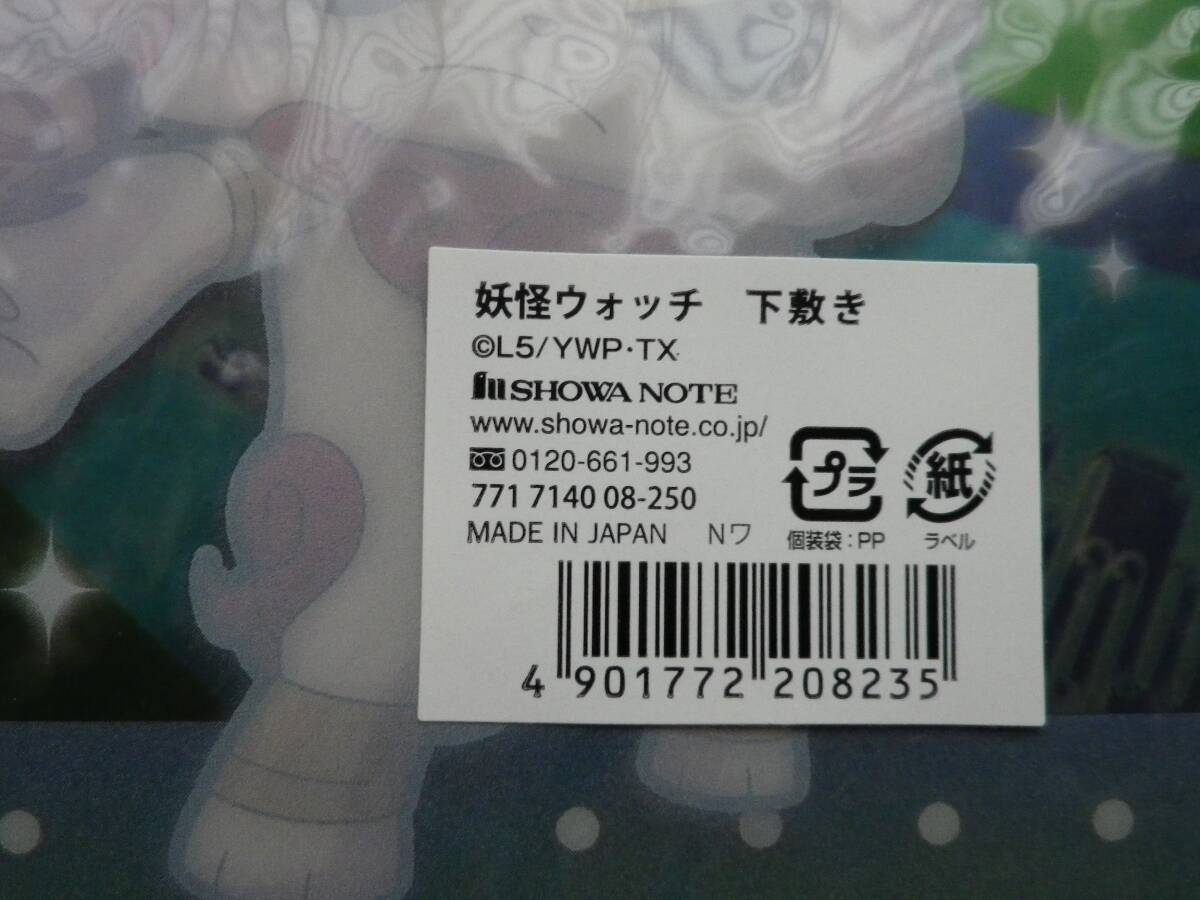 妖怪ウォッチ　下敷き
©L5/YWP・TX
SHOWA NOTE
www.showa-note.co.jp/
0120-661-993
771 7140 08-250
MADE IN JAPAN Nワ
プラ 紙
個装袋：PP ラベル
4 901772 208235